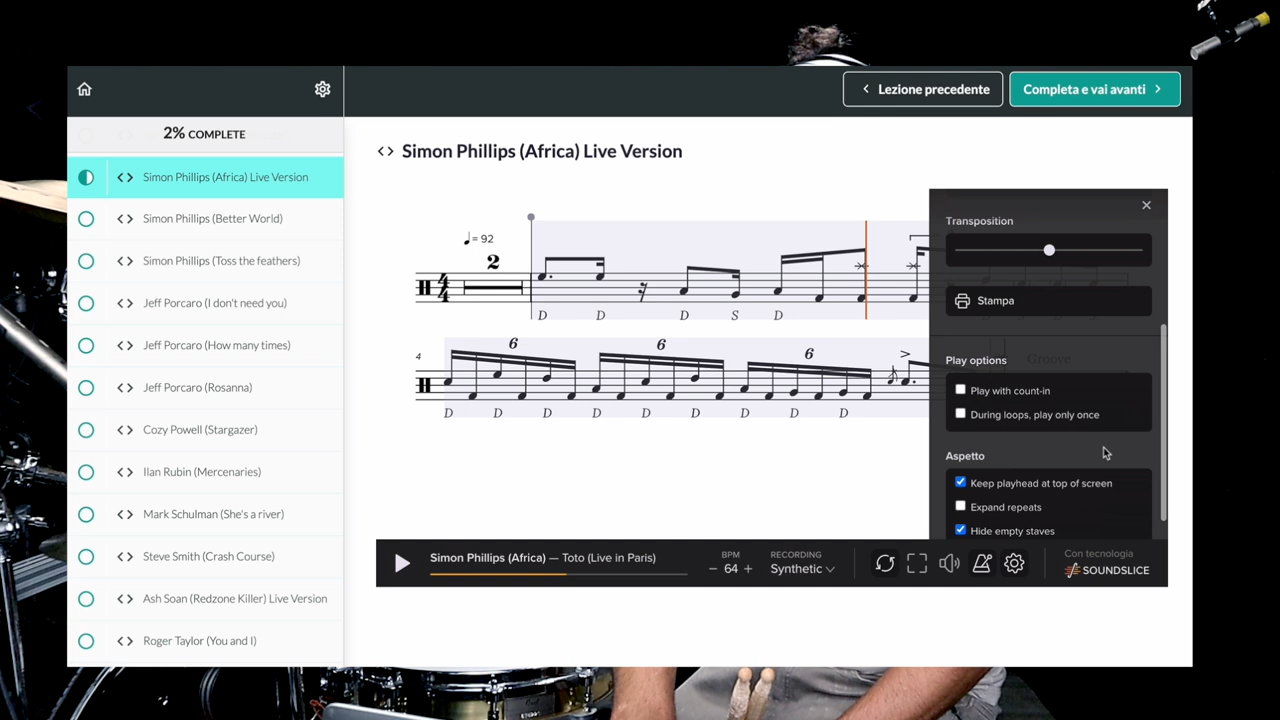 Lezione precedente
Completa e vai avanti
2% COMPLETE
Simon Phillips (Africa) Live Version
Simon Phillips (Better World)
Simon Phillips (Toss the feathers)
Jeff Porcaro (I don't need you)
Jeff Porcaro (How many times)
Jeff Porcaro (Rosanna)
Cozy Powell (Stargazer)
Ilan Rubin (Mercenaries)
Mark Schulman (She's a river)
Steve Smith (Crash Course)
Ash Soan (Redzone Killer) Live Version
Roger Taylor (You and I)
Simon Phillips (Africa) Live Version
= 92
2
4
4
D D D S D
4
6 6 6
D D D D D D D D D
Groove
Transposition
Stampa
Play options
Play with count-in
During loops, play only once
Aspetto
Keep playhead at top of screen
Expand repeats
Hide empty staves
Simon Phillips (Africa) — Toto (Live in Paris)
BPM
− 64 +
RECORDING
Synthetic
Con tecnologia
SOUNDSLICE